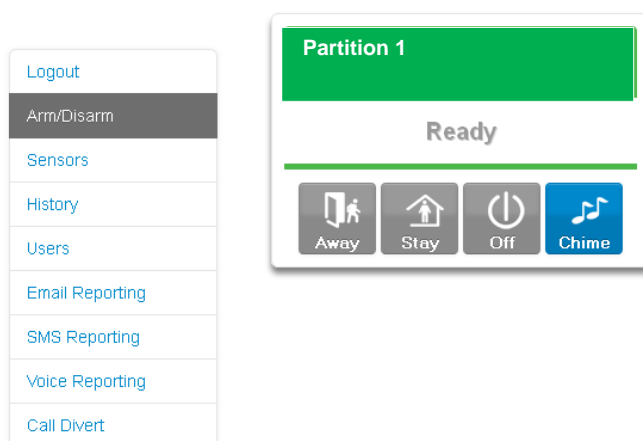 Logout
Arm/Disarm
Sensors
History
Users
Email Reporting
SMS Reporting
Voice Reporting
Call Divert
Partition 1
Ready
Away Stay Off Chime